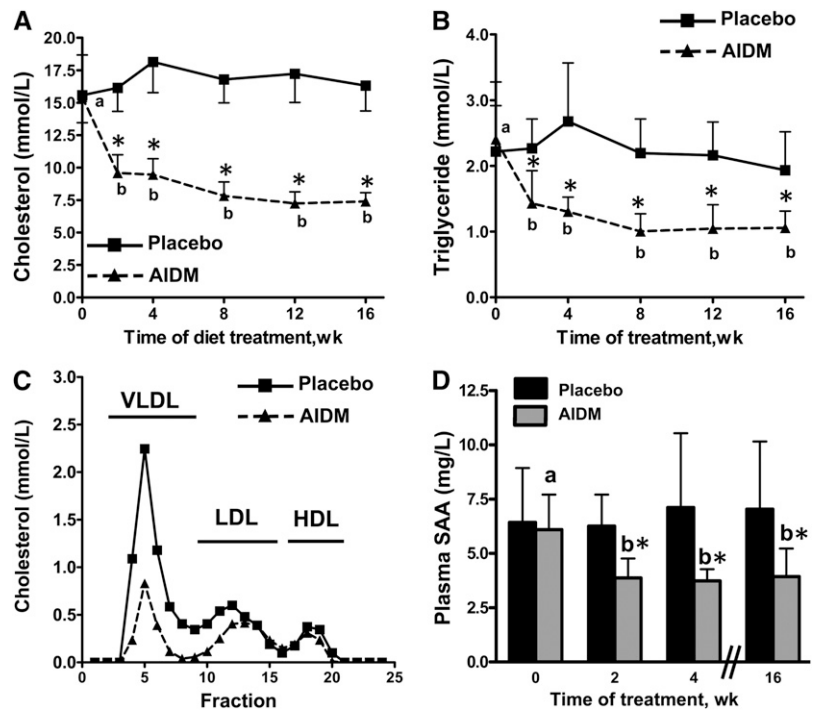 A
Cholesterol (mmol/L)
20.0
17.5
15.0
12.5
10.0
7.5
5.0
2.5
0.0
a
* * * * *
b b b b b
Placebo
AIDM
0 4 8 12 16
Time of diet treatment,wk
B
Placebo
AIDM
Triglyceride (mmol/L)
4.0
3.0
2.0
1.0
0.0
a
* * * * *
b b b b b
0 4 8 12 16
Time of treatment, wk
C
Cholesterol (mmol/L)
3.0
2.5
2.0
1.5
1.0
0.5
0.0
Placebo
AIDM
VLDL
LDL
HDL
0 5 10 15 20 25
Fraction
D
Plasma SAA (mg/L)
12.5
10.0
7.5
5.0
2.5
0.0
Placebo
AIDM
a
b* b* b*
0 2 4 16
Time of treatment, wk